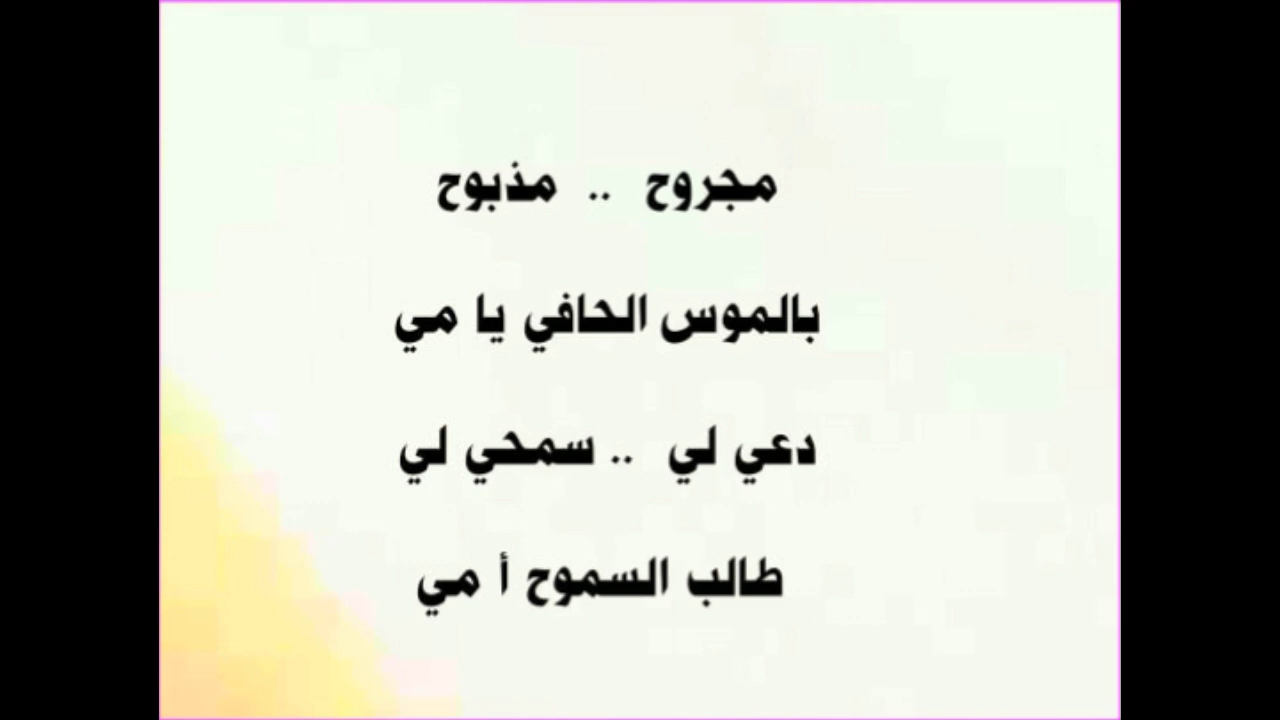 مجروح .. مذبوح
بالموس الحافي يا مي
دعي لي .. سمحي لي
طالب السموح أ مي